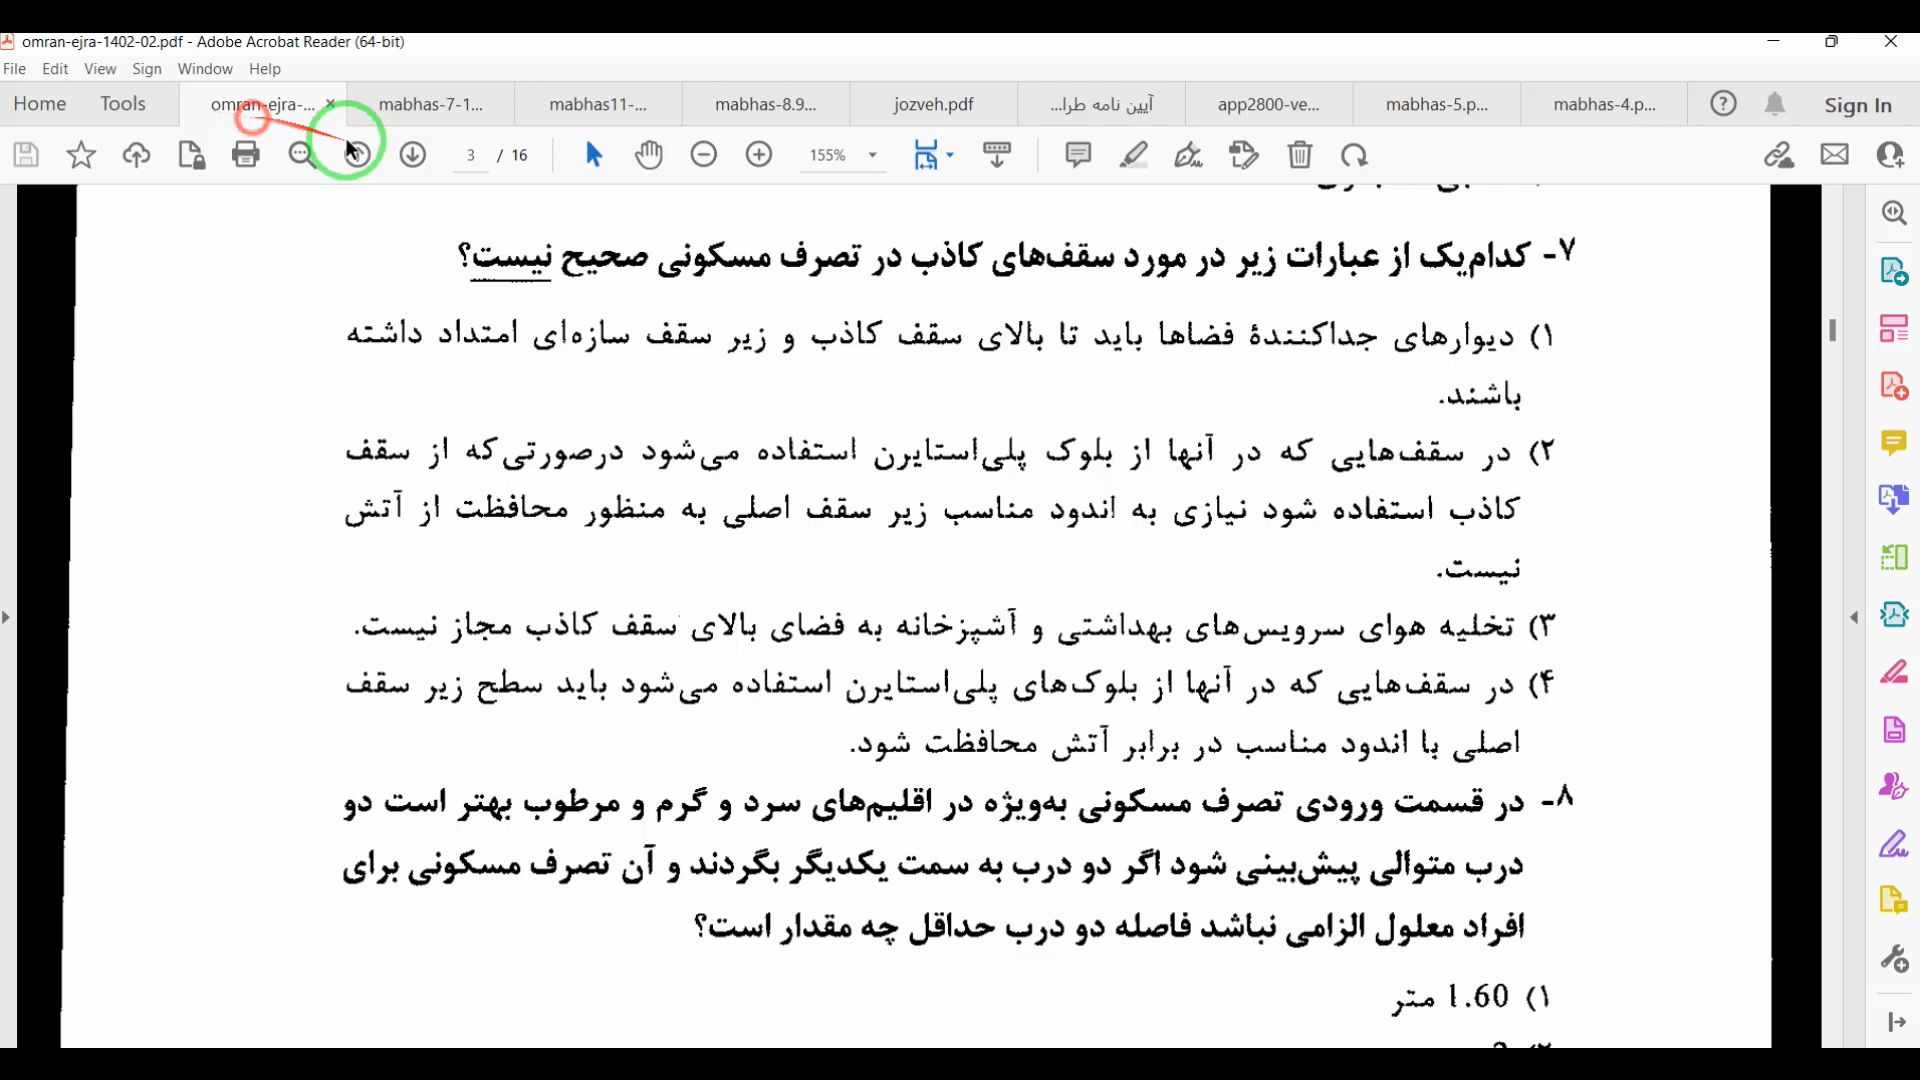 omran-ejra-1402-02.pdf - Adobe Acrobat Reader (64-bit)
File Edit View Sign Window Help
Home Tools omran-ejra-... × mabhas-7-1... mabhas11-... mabhas-8.9... jozveh.pdf آیین نامه طرا... app2800-ve... mabhas-5.p... mabhas-4.p... Sign In
3 / 16 155%
۷- کدام‌یک از عبارات زیر در مورد سقف‌های کاذب در تصرف مسکونی صحیح نیست؟
۱) دیوارهای جداکنندهٔ فضاها باید تا بالای سقف کاذب و زیر سقف سازه‌ای امتداد داشته
باشند.
۲) در سقف‌هایی که در آنها از بلوک پلی‌استایرن استفاده می‌شود درصورتی‌که از سقف
کاذب استفاده شود نیازی به اندود مناسب زیر سقف اصلی به منظور محافظت از آتش
نیست.
۳) تخلیه هوای سرویس‌های بهداشتی و آشپزخانه به فضای بالای سقف کاذب مجاز نیست.
۴) در سقف‌هایی که در آنها از بلوک‌های پلی‌استایرن استفاده می‌شود باید سطح زیر سقف
اصلی با اندود مناسب در برابر آتش محافظت شود.
۸- در قسمت ورودی تصرف مسکونی به‌ویژه در اقلیم‌های سرد و گرم و مرطوب بهتر است دو
درب متوالی پیش‌بینی شود اگر دو درب به سمت یکدیگر بگردند و آن تصرف مسکونی برای
افراد معلول الزامی نباشد فاصله دو درب حداقل چه مقدار است؟
۱) 1.60 متر